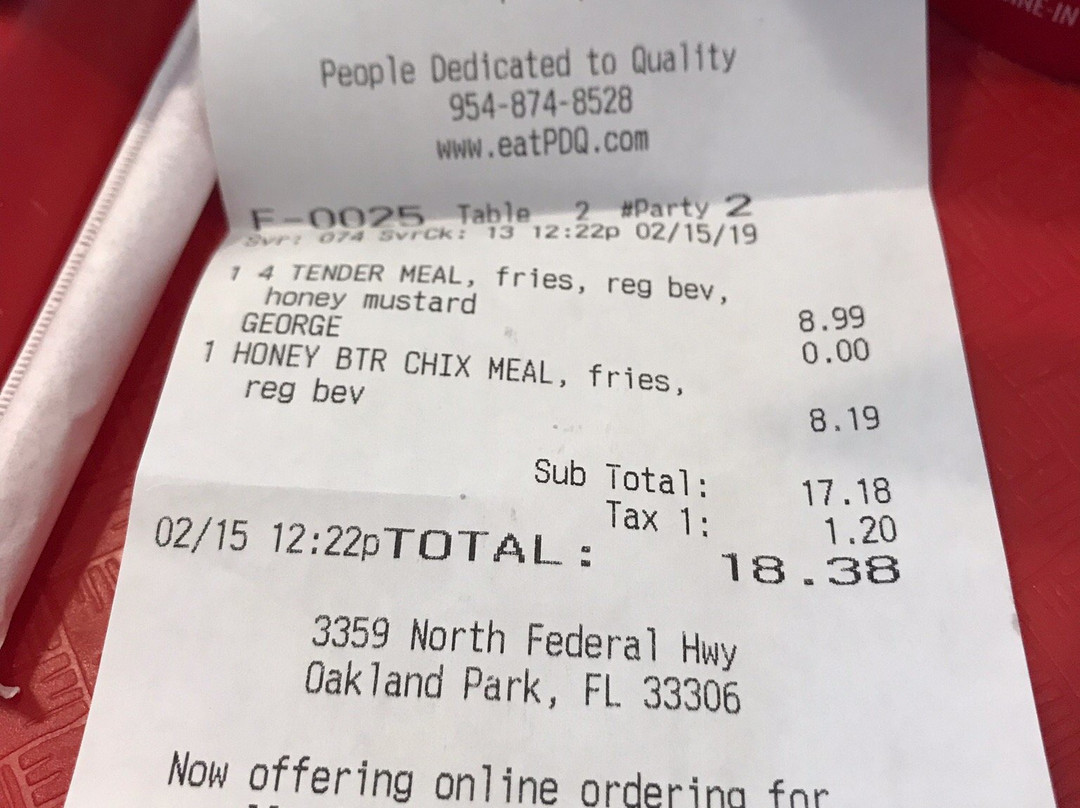 People Dedicated to Quality
954-874-8528
www.eatPDQ.com
F-0025 Table 2 #Party 2
Svr: 074 SvrCk: 13 12:22p 02/15/19
1 4 TENDER MEAL, fries, reg bev,
honey mustard 8.99
GEORGE 0.00
1 HONEY BTR CHIX MEAL, fries,
reg bev 8.19
Sub Total: 17.18
Tax 1: 1.20
02/15 12:22pTOTAL: 18.38
3359 North Federal Hwy
Oakland Park, FL 33306
Now offering online ordering for